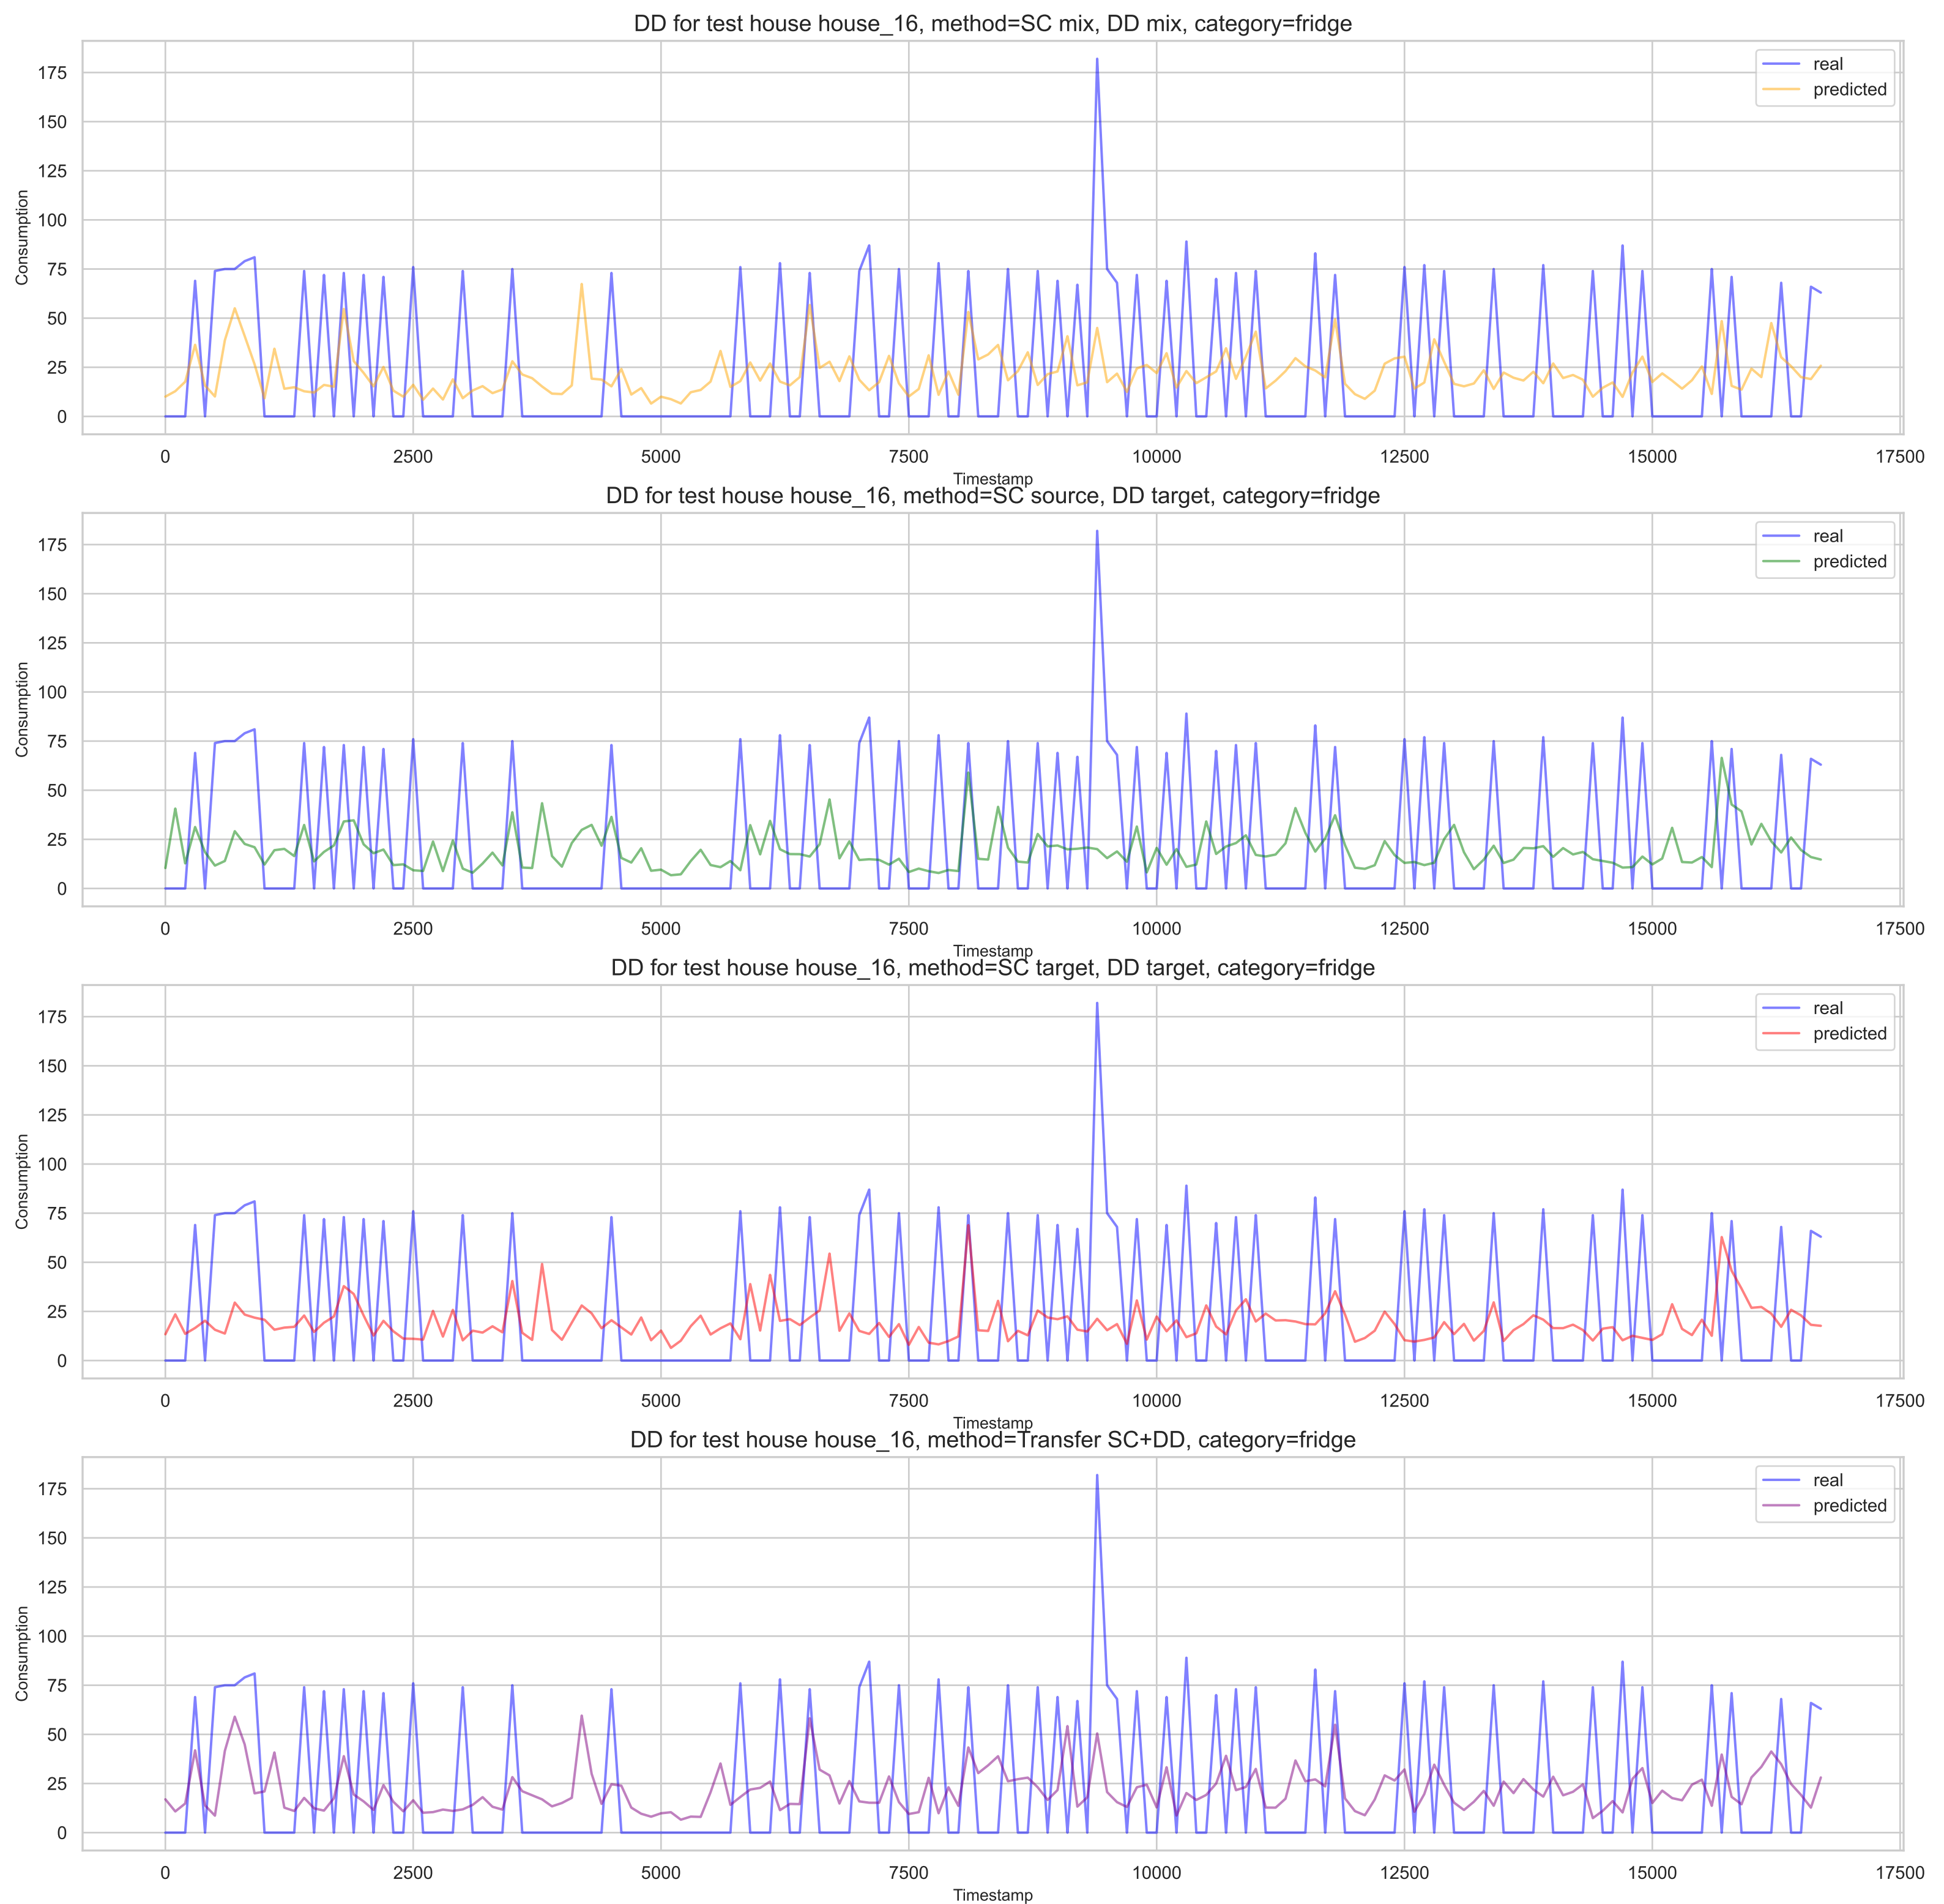 DD for test house house_16, method=SC mix, DD mix, category=fridge
Consumption
175
150
125
100
75
50
25
0
real
predicted
0 2500 5000 7500 10000 12500 15000 17500
Timestamp
DD for test house house_16, method=SC source, DD target, category=fridge
Consumption
175
150
125
100
75
50
25
0
real
predicted
0 2500 5000 7500 10000 12500 15000 17500
Timestamp
DD for test house house_16, method=SC target, DD target, category=fridge
Consumption
175
150
125
100
75
50
25
0
real
predicted
0 2500 5000 7500 10000 12500 15000 17500
Timestamp
DD for test house house_16, method=Transfer SC+DD, category=fridge
Consumption
175
150
125
100
75
50
25
0
real
predicted
0 2500 5000 7500 10000 12500 15000 17500
Timestamp